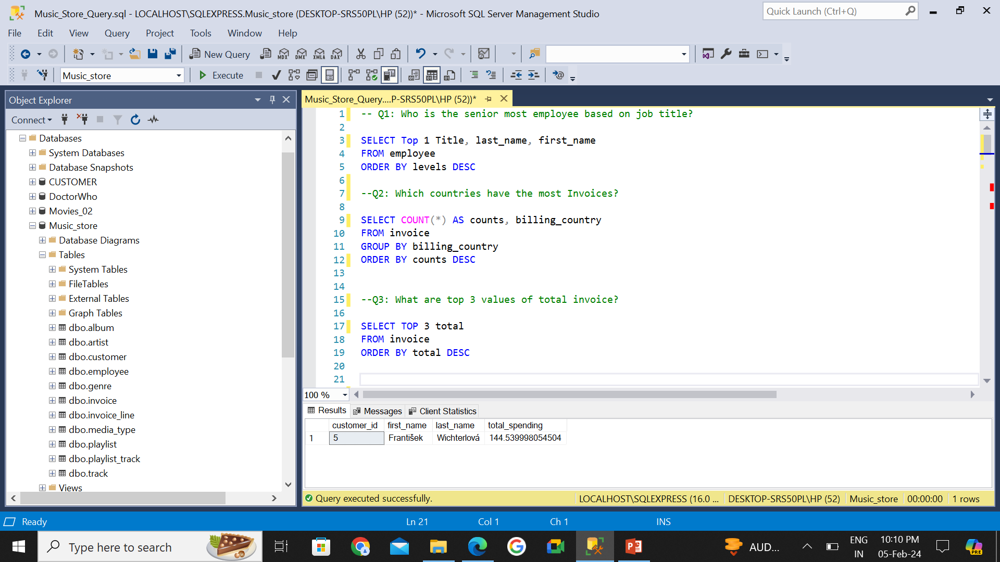 Music_Store_Query.sql - LOCALHOST\SQLEXPRESS.Music_store (DESKTOP-SRS50PL\HP (52))* - Microsoft SQL Server Management Studio
Quick Launch (Ctrl+Q)
File Edit View Query Project Tools Window Help
New Query MDX DMX XMLA DAX
Music_store Execute
Object Explorer
Connect
Databases
System Databases
Database Snapshots
CUSTOMER
DoctorWho
Movies_02
Music_store
Database Diagrams
Tables
System Tables
FileTables
External Tables
Graph Tables
dbo.album
dbo.artist
dbo.customer
dbo.employee
dbo.genre
dbo.invoice
dbo.invoice_line
dbo.media_type
dbo.playlist
dbo.playlist_track
dbo.track
Views
Music_Store_Query....P-SRS50PL\HP (52))*
1 -- Q1: Who is the senior most employee based on job title?
2
3 SELECT Top 1 Title, last_name, first_name
4 FROM employee
5 ORDER BY levels DESC
6
7 --Q2: Which countries have the most Invoices?
8
9 SELECT COUNT(*) AS counts, billing_country
10 FROM invoice
11 GROUP BY billing_country
12 ORDER BY counts DESC
13
14
15 --Q3: What are top 3 values of total invoice?
16
17 SELECT TOP 3 total
18 FROM invoice
19 ORDER BY total DESC
20
21
100 %
Results Messages Client Statistics
customer_id first_name last_name total_spending
1 5 František Wichterlová 144.539998054504
Query executed successfully. LOCALHOST\SQLEXPRESS (16.0 ... DESKTOP-SRS50PL\HP (52) Music_store 00:00:00 1 rows
Ready Ln 21 Col 1 Ch 1 INS
Type here to search
AUD...
ENG
IN
10:10 PM
05-Feb-24
PRE